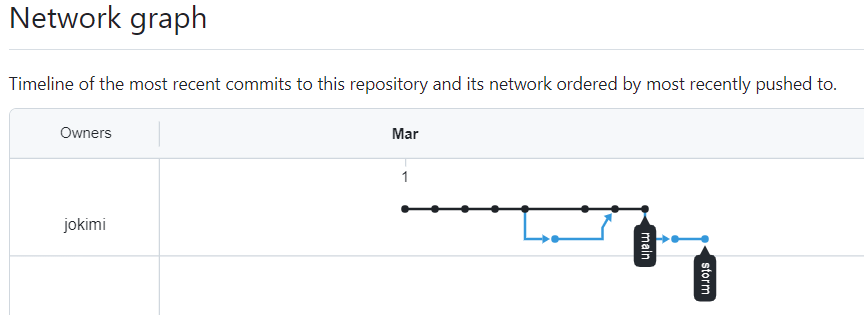 Network graph
Timeline of the most recent commits to this repository and its network ordered by most recently pushed to.
Owners
Mar
1
jokimi
main
storm